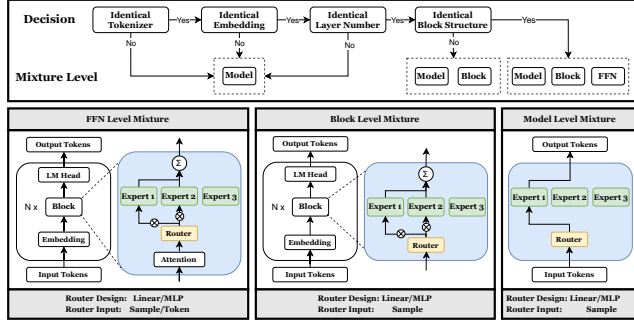 Decision
Identical Tokenizer
Yes
Identical Embedding
Yes
Identical Layer Number
Yes
Identical Block Structure
Yes
No
No
No
No
Mixture Level
Model
Model
Block
Model
Block
FFN
FFN Level Mixture
Output Tokens
LM Head
N x
Block
Embedding
Input Tokens
Σ
Expert 1
Expert 2
Expert 3
Router
Attention
Router Design: Linear/MLP
Router Input: Sample/Token
Block Level Mixture
Output Tokens
LM Head
N x
Block
Embedding
Input Tokens
Σ
Expert 1
Expert 2
Expert 3
Router
Router Design: Linear/MLP
Router Input: Sample
Model Level Mixture
Output Tokens
Expert 1
Expert 2
Expert 3
Router
Input Tokens
Router Design: Linear/MLP
Router Input: Sample